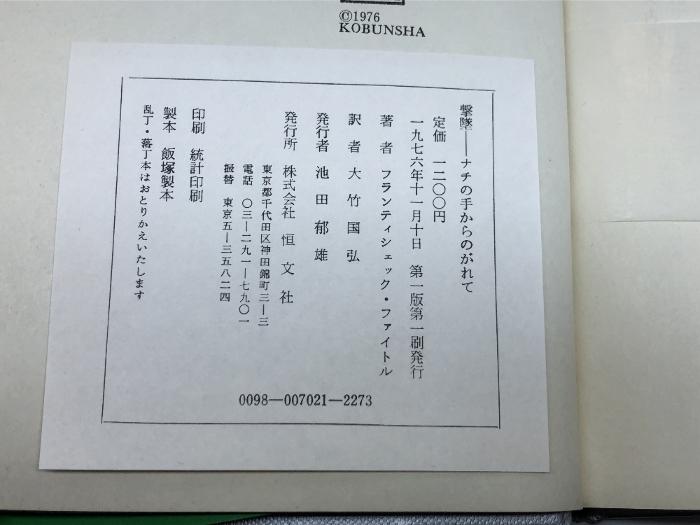 ©1976
KOBUNSHA
撃墜——ナチの手からのがれて
定価 一二〇〇円
一九七六年十一月十日 第一版第一刷発行
著者 フランティシェック・ファイトル
訳者 大竹国弘
発行者 池田郁雄
発行所 株式会社 恒文社
東京都千代田区神田錦町三—三
電話 〇三—二九一—七九〇一
振替 東京五—三五八二四
印刷 統計印刷
製本 飯塚製本
乱丁・落丁本はおとりかえいたします
0098—007021—2273